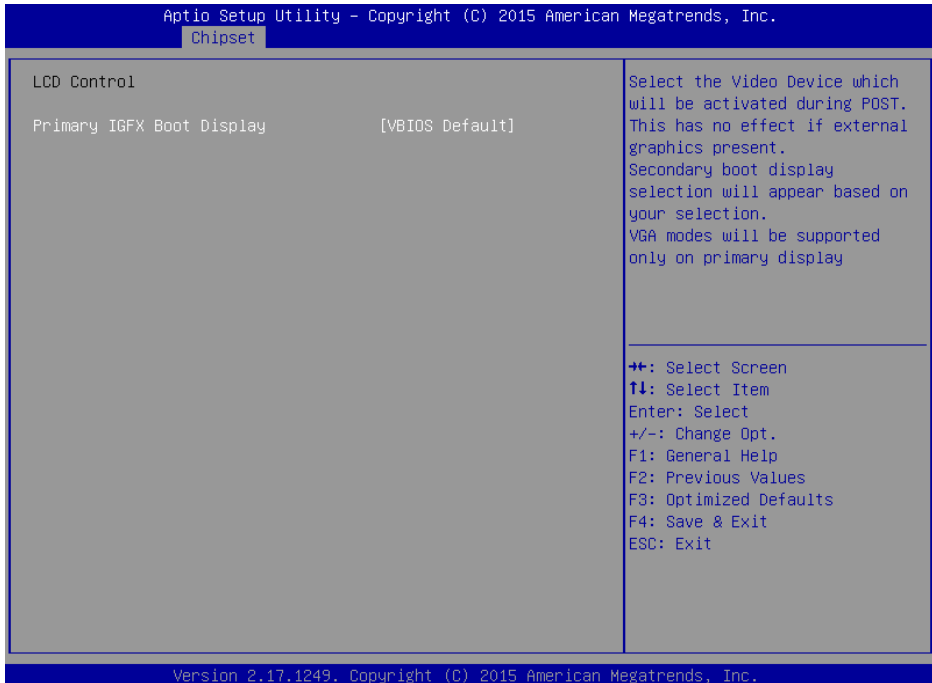 Aptio Setup Utility – Copyright (C) 2015 American Megatrends, Inc.
Chipset
LCD Control
Primary IGFX Boot Display [VBIOS Default]
Select the Video Device which
will be activated during POST.
This has no effect if external
graphics present.
Secondary boot display
selection will appear based on
your selection.
VGA modes will be supported
only on primary display
→←: Select Screen
↑↓: Select Item
Enter: Select
+/-: Change Opt.
F1: General Help
F2: Previous Values
F3: Optimized Defaults
F4: Save & Exit
ESC: Exit
Version 2.17.1249. Copyright (C) 2015 American Megatrends, Inc.